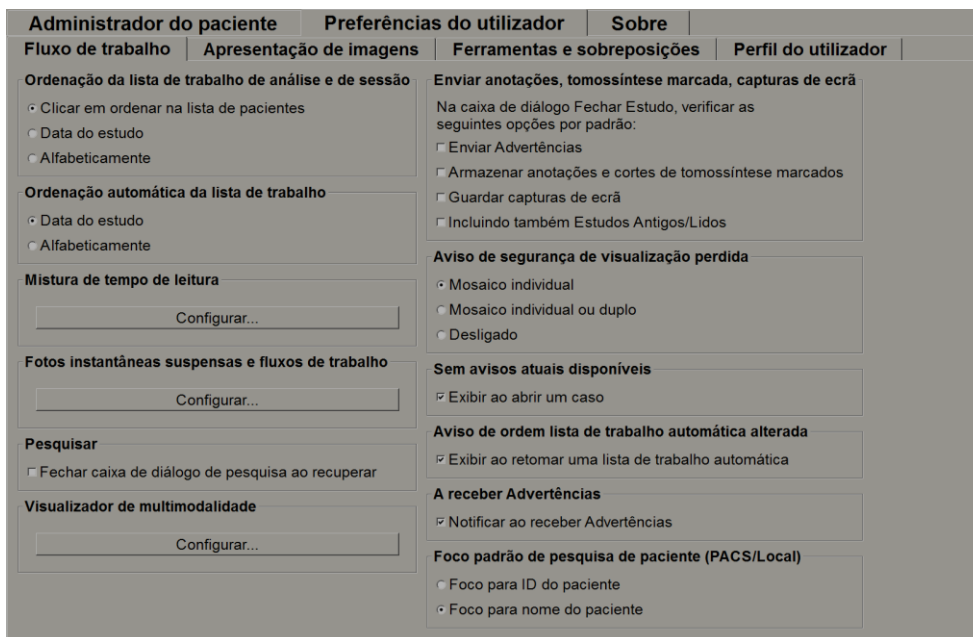 Administrador do paciente
Preferências do utilizador
Sobre
Fluxo de trabalho
Apresentação de imagens
Ferramentas e sobreposições
Perfil do utilizador
Ordenação da lista de trabalho de análise e de sessão
Clicar em ordenar na lista de pacientes
Data do estudo
Alfabeticamente
Ordenação automática da lista de trabalho
Data do estudo
Alfabeticamente
Mistura de tempo de leitura
Configurar...
Fotos instantâneas suspensas e fluxos de trabalho
Configurar...
Pesquisar
Fechar caixa de diálogo de pesquisa ao recuperar
Visualizador de multimodalidade
Configurar...
Enviar anotações, tomossíntese marcada, capturas de ecrã
Na caixa de diálogo Fechar Estudo, verificar as
seguintes opções por padrão:
Enviar Advertências
Armazenar anotações e cortes de tomossíntese marcados
Guardar capturas de ecrã
Incluindo também Estudos Antigos/Lidos
Aviso de segurança de visualização perdida
Mosaico individual
Mosaico individual ou duplo
Desligado
Sem avisos atuais disponíveis
Exibir ao abrir um caso
Aviso de ordem lista de trabalho automática alterada
Exibir ao retomar uma lista de trabalho automática
A receber Advertências
Notificar ao receber Advertências
Foco padrão de pesquisa de paciente (PACS/Local)
Foco para ID do paciente
Foco para nome do paciente